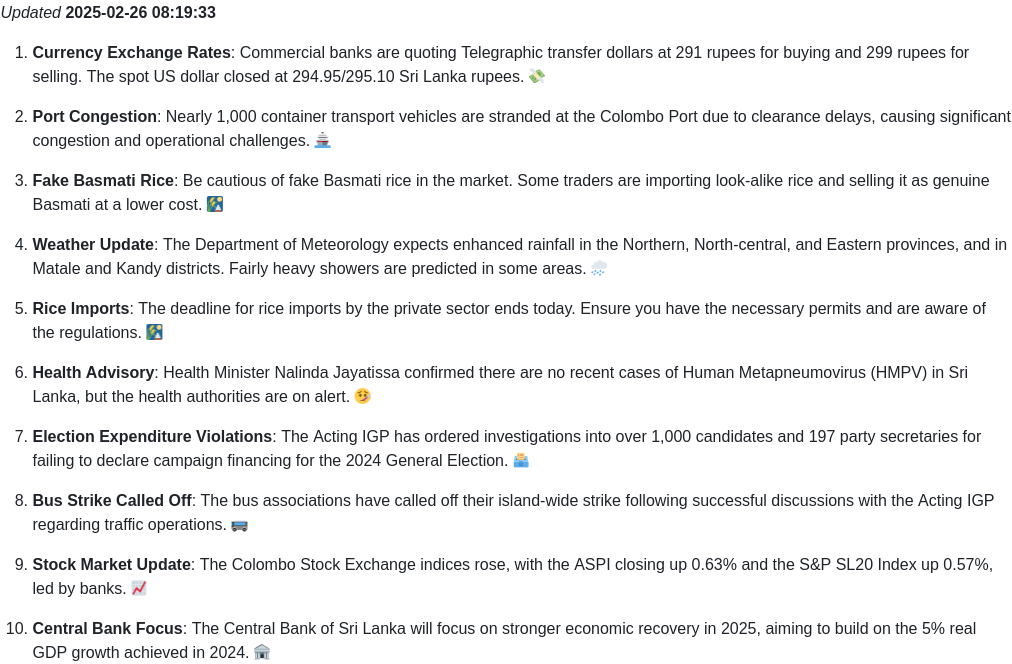 Updated 2025-02-26 08:19:33
1. Currency Exchange Rates: Commercial banks are quoting Telegraphic transfer dollars at 291 rupees for buying and 299 rupees for
selling. The spot US dollar closed at 294.95/295.10 Sri Lanka rupees. 💸
2. Port Congestion: Nearly 1,000 container transport vehicles are stranded at the Colombo Port due to clearance delays, causing significant
congestion and operational challenges. 🚢
3. Fake Basmati Rice: Be cautious of fake Basmati rice in the market. Some traders are importing look-alike rice and selling it as genuine
Basmati at a lower cost. 🎑
4. Weather Update: The Department of Meteorology expects enhanced rainfall in the Northern, North-central, and Eastern provinces, and in
Matale and Kandy districts. Fairly heavy showers are predicted in some areas. 🌧️
5. Rice Imports: The deadline for rice imports by the private sector ends today. Ensure you have the necessary permits and are aware of
the regulations. 🎑
6. Health Advisory: Health Minister Nalinda Jayatissa confirmed there are no recent cases of Human Metapneumovirus (HMPV) in Sri
Lanka, but the health authorities are on alert. 🤒
7. Election Expenditure Violations: The Acting IGP has ordered investigations into over 1,000 candidates and 197 party secretaries for
failing to declare campaign financing for the 2024 General Election. 🗳️
8. Bus Strike Called Off: The bus associations have called off their island-wide strike following successful discussions with the Acting IGP
regarding traffic operations. 🚌
9. Stock Market Update: The Colombo Stock Exchange indices rose, with the ASPI closing up 0.63% and the S&P SL20 Index up 0.57%,
led by banks. 📈
10. Central Bank Focus: The Central Bank of Sri Lanka will focus on stronger economic recovery in 2025, aiming to build on the 5% real
GDP growth achieved in 2024. 🏛️